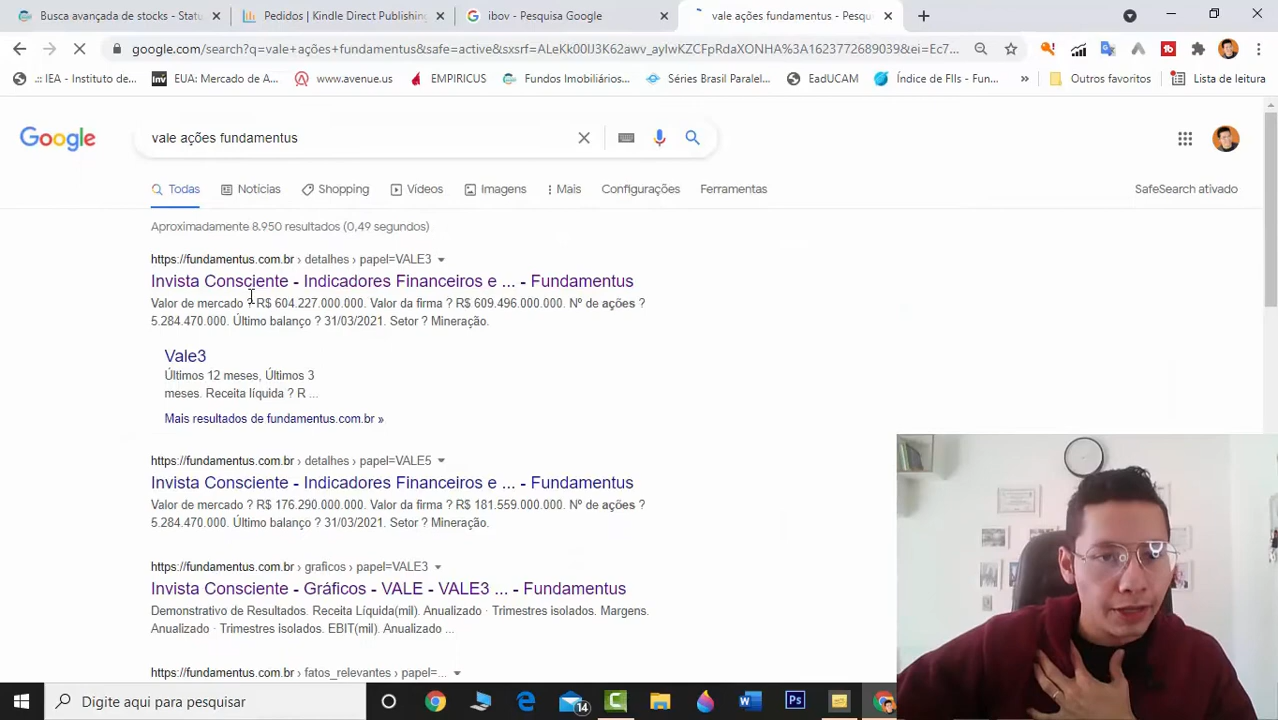 Busca avançada de stocks - Statu
Pedidos | Kindle Direct Publishing
ibov - Pesquisa Google
vale ações fundamentus - Pesqu
google.com/search?q=vale+ações+fundamentus&safe=active&sxsrf=
.:: IEA - Instituto de...
EUA: Mercado de A...
www.avenue.us
EMPIRICUS
Fundos Imobiliários...
Séries Brasil Paralel...
EadUCAM
Índice de FIIs - Fun...
»
Outros favoritos
Lista de leitura
Google
vale ações fundamentus
Todas
Notícias
Shopping
Vídeos
Imagens
Mais
Configurações
Ferramentas
SafeSearch ativado
Aproximadamente 8.950 resultados (0,49 segundos)
https://fundamentus.com.br › detalhes › papel=VALE3
Invista Consciente - Indicadores Financeiros e ... - Fundamentus
Valor de mercado ? R$ 604.227.000.000. Valor da firma ? R$ 609.496.000.000. Nº de ações ?
5.284.470.000. Último balanço ? 31/03/2021. Setor ? Mineração.
Vale3
Últimos 12 meses, Últimos 3
meses. Receita líquida ? R ...
Mais resultados de fundamentus.com.br »
https://fundamentus.com.br › detalhes › papel=VALE5
Invista Consciente - Indicadores Financeiros e ... - Fundamentus
Valor de mercado ? R$ 176.290.000.000. Valor da firma ? R$ 181.559.000.000. Nº de ações ?
5.284.470.000. Último balanço ? 31/03/2021. Setor ? Mineração.
https://fundamentus.com.br › graficos › papel=VALE3
Invista Consciente - Gráficos - VALE - VALE3 ... - Fundamentus
Demonstrativo de Resultados. Receita Líquida(mil). Anualizado · Trimestres isolados. Margens.
Anualizado · Trimestres isolados. EBIT(mil). Anualizado ...
https://fundamentus.com.br › fatos_relevantes › papel=...
Digite aqui para pesquisar
14